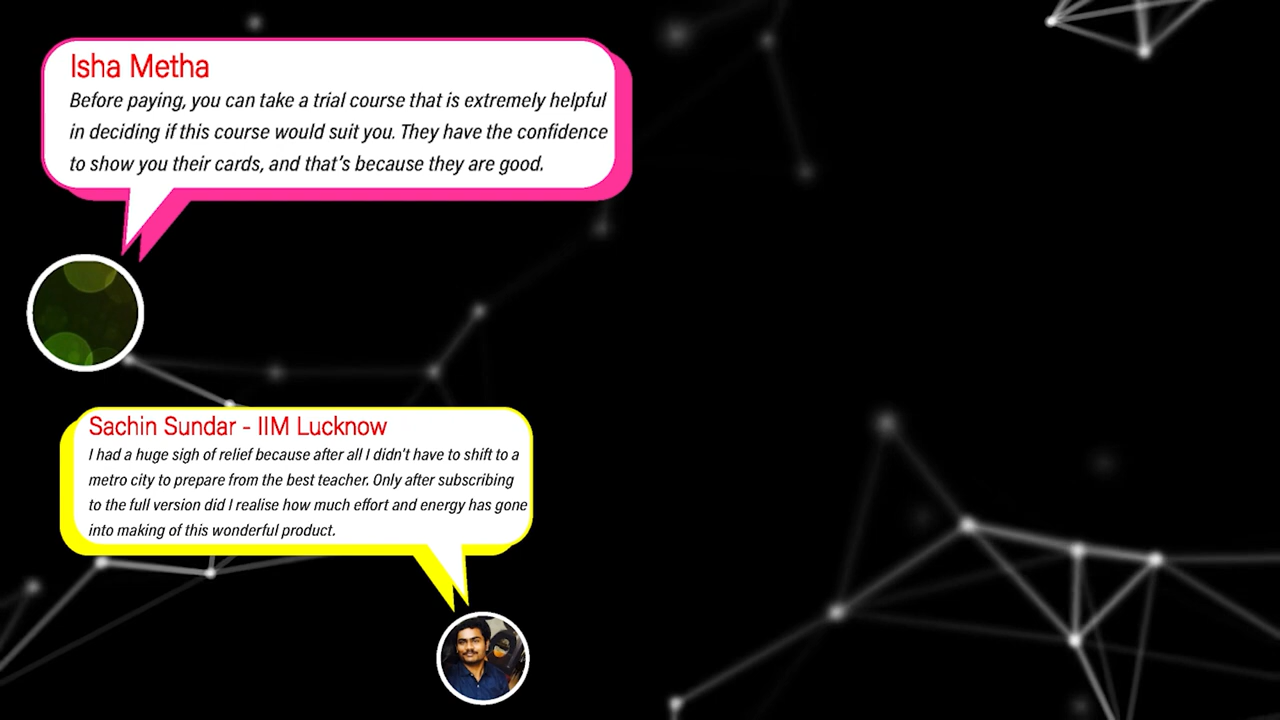 Isha Metha
Before paying, you can take a trial course that is extremely helpful
in deciding if this course would suit you. They have the confidence
to show you their cards, and that's because they are good.
Sachin Sundar - IIM Lucknow
I had a huge sigh of relief because after all I didn't have to shift to a
metro city to prepare from the best teacher. Only after subscribing
to the full version did I realise how much effort and energy has gone
into making of this wonderful product.